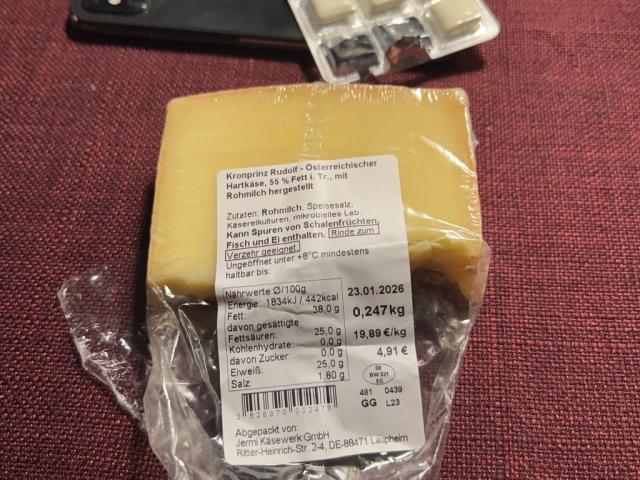 Kronprinz Rudolf - Österreichischer
Hartkäse, 55 % Fett i. Tr., mit
Rohmilch hergestellt
Zutaten: Rohmilch, Speisesalz,
Käsereikulturen, mikrobielles Lab.
Kann Spuren von Schalenfrüchten,
Fisch und Ei enthalten. Rinde zum
Verzehr geeignet.
Ungeöffnet unter +8°C mindestens
haltbar bis:
23.01.2026
Nährwerte Ø/100g
Energie: 1834kJ / 442kcal
Fett: 38,0 g
davon gesättigte
Fettsäuren: 25,0 g
Kohlenhydrate: 0,0 g
davon Zucker: 0,0 g
Eiweiß: 25,0 g
Salz: 1,80 g
0,247 kg
19,89 €/kg
4,91 €
DE
BW 331
EG
481 0439
GG L23
Abgepackt von:
Jermi Käsewerk GmbH
Ritter-Heinrich-Str. 2-4, DE-88471 Laupheim